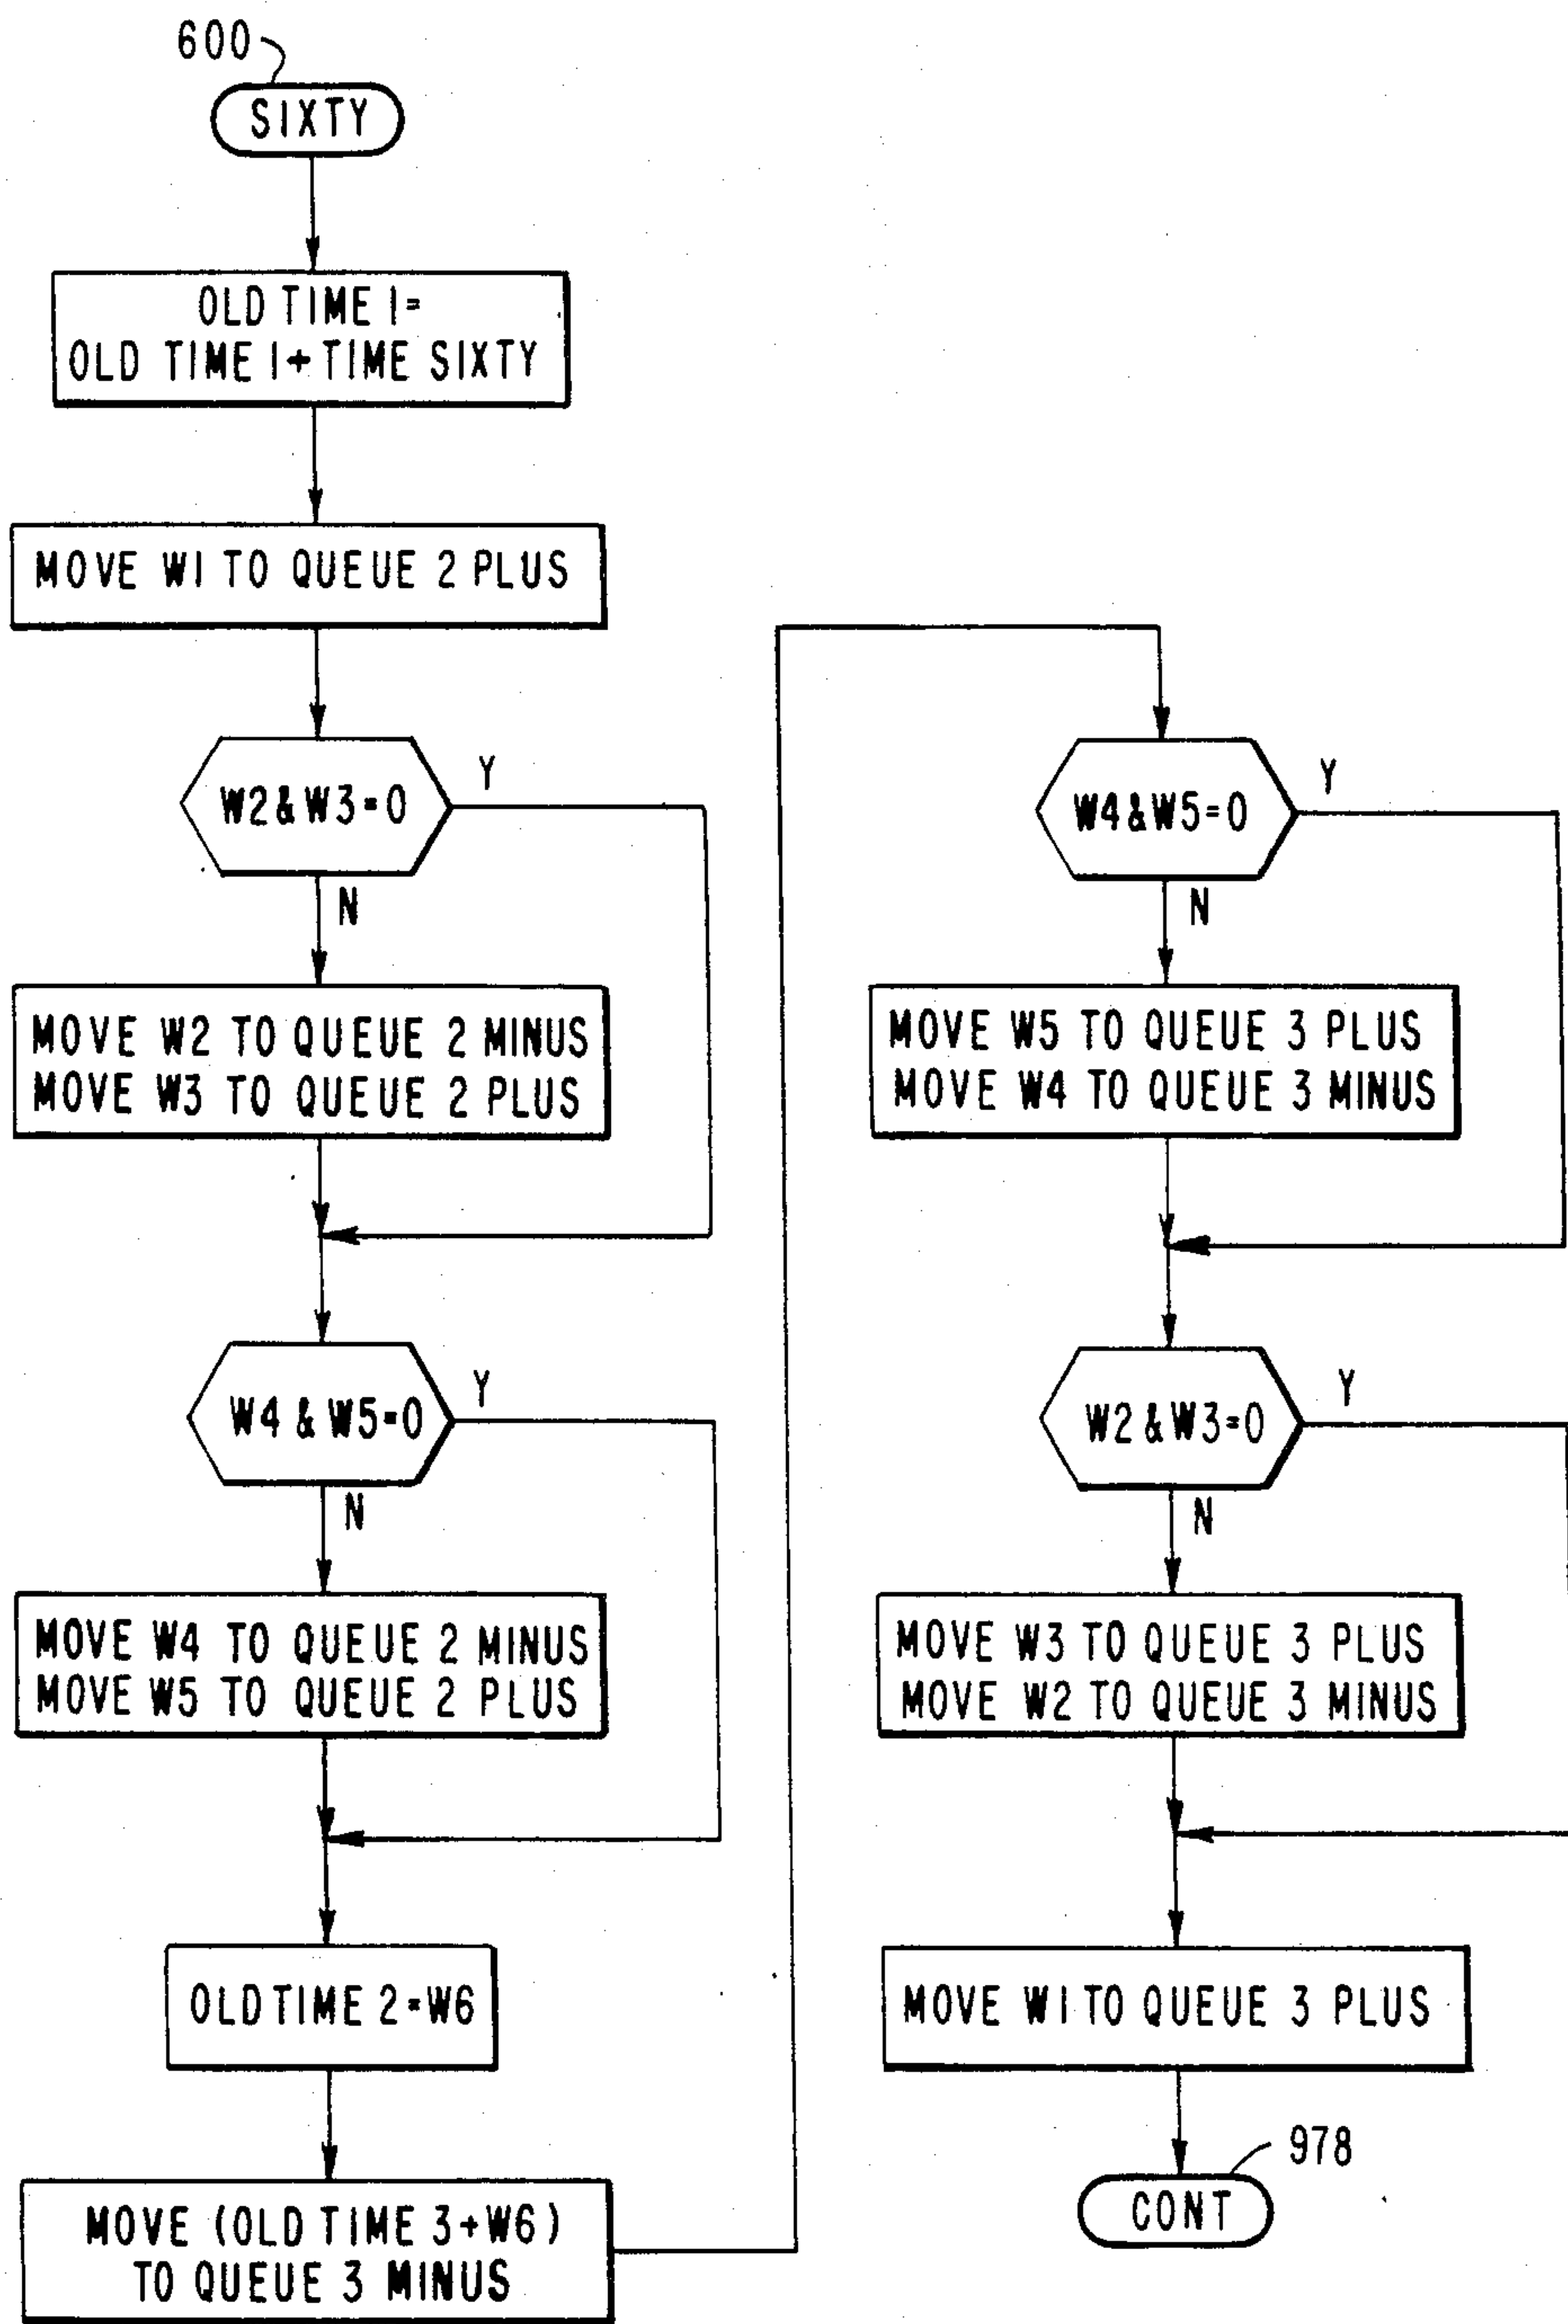 600
SIXTY
OLD TIME 1=
OLD TIME 1+TIME SIXTY
MOVE W1 TO QUEUE 2 PLUS
W2&W3=0
Y
N
MOVE W2 TO QUEUE 2 MINUS
MOVE W3 TO QUEUE 2 PLUS
W4&W5=0
Y
N
MOVE W4 TO QUEUE 2 MINUS
MOVE W5 TO QUEUE 2 PLUS
OLD TIME 2=W6
MOVE (OLD TIME 3+W6)
TO QUEUE 3 MINUS
W4&W5=0
Y
N
MOVE W5 TO QUEUE 3 PLUS
MOVE W4 TO QUEUE 3 MINUS
W2&W3=0
Y
N
MOVE W3 TO QUEUE 3 PLUS
MOVE W2 TO QUEUE 3 MINUS
MOVE W1 TO QUEUE 3 PLUS
978
CONT